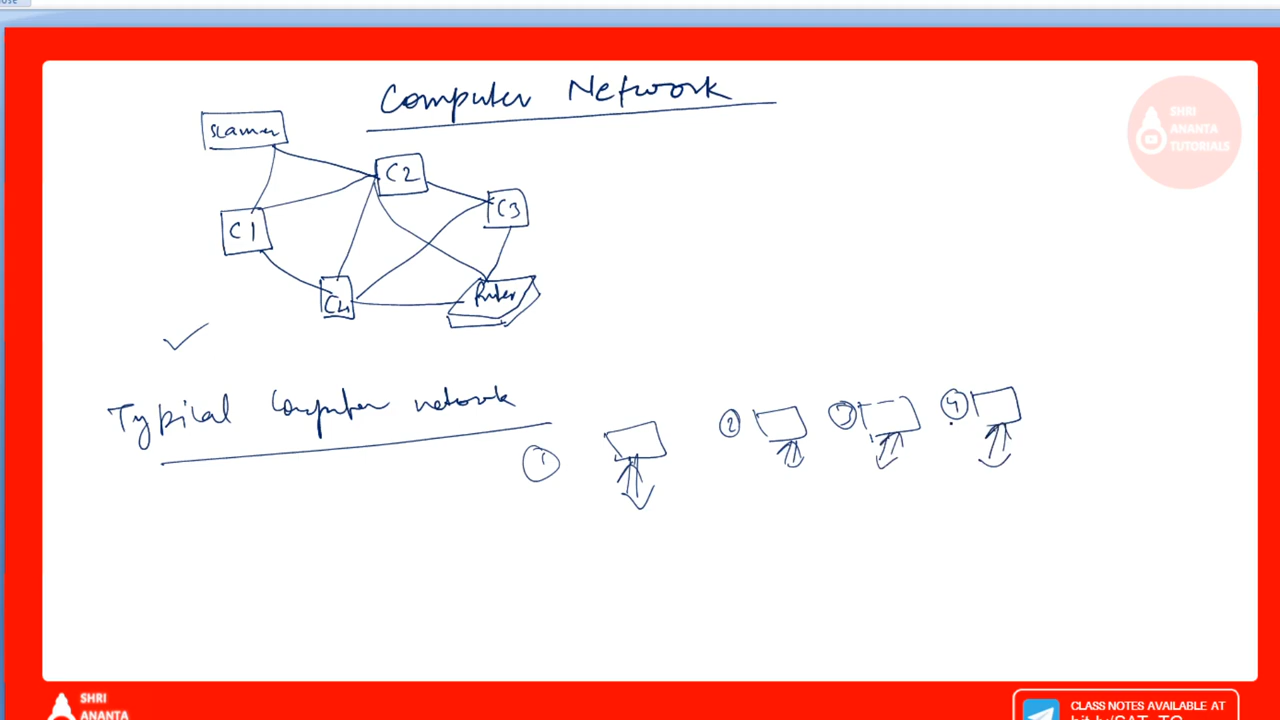 Computer Network
Scanner
C1
C2
C3
C4
Typical Computer network
1
2
3
4
SHRI
ANANTA
TUTORIALS
SHRI
ANANTA
CLASS NOTES AVAILABLE AT